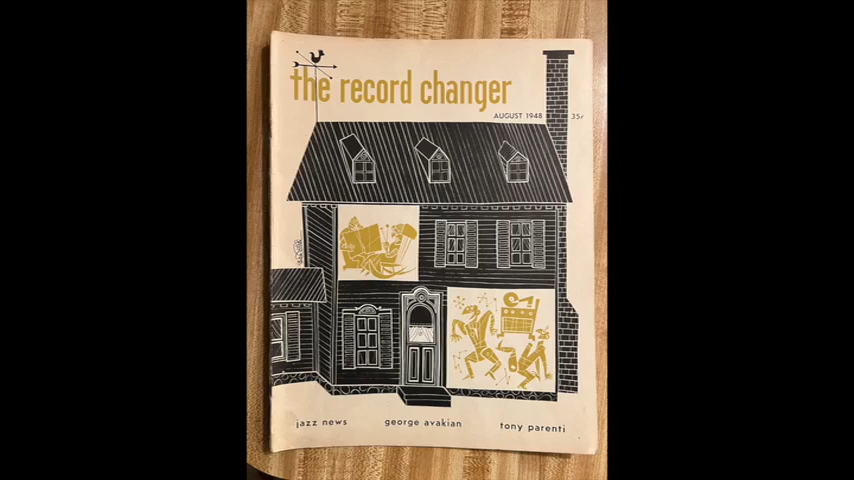 the record changer
AUGUST 1948 35¢
jazz news george avakian tony parenti